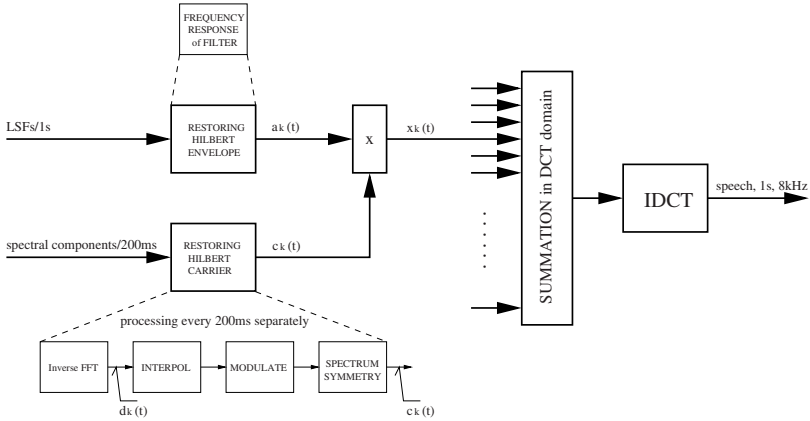 FREQUENCY
RESPONSE
of FILTER
LSFs/1s
RESTORING
HILBERT
ENVELOPE
ak(t)
x
xk(t)
SUMMATION in DCT domain
IDCT
speech, 1s, 8kHz
spectral components/200ms
RESTORING
HILBERT
CARRIER
ck(t)
processing every 200ms separately
Inverse FFT
INTERPOL
MODULATE
SPECTRUM
SYMMETRY
dk(t)
ck(t)